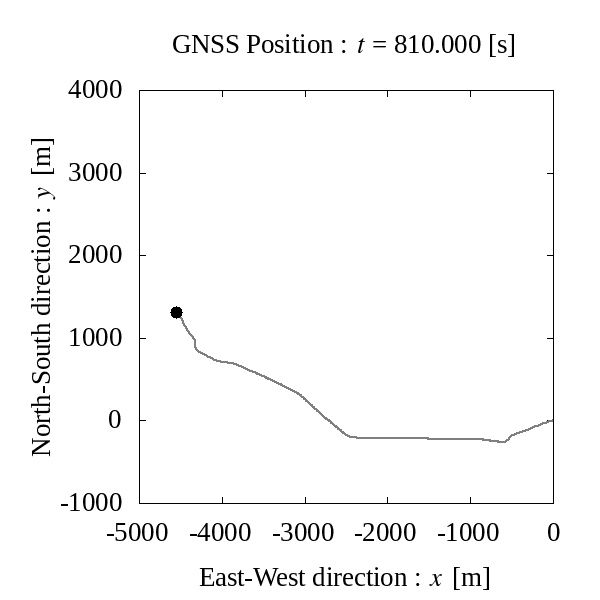 GNSS Position : t = 810.000 [s]
4000
3000
2000
1000
0
-1000
North-South direction : y [m]
-5000 -4000 -3000 -2000 -1000 0
East-West direction : x [m]